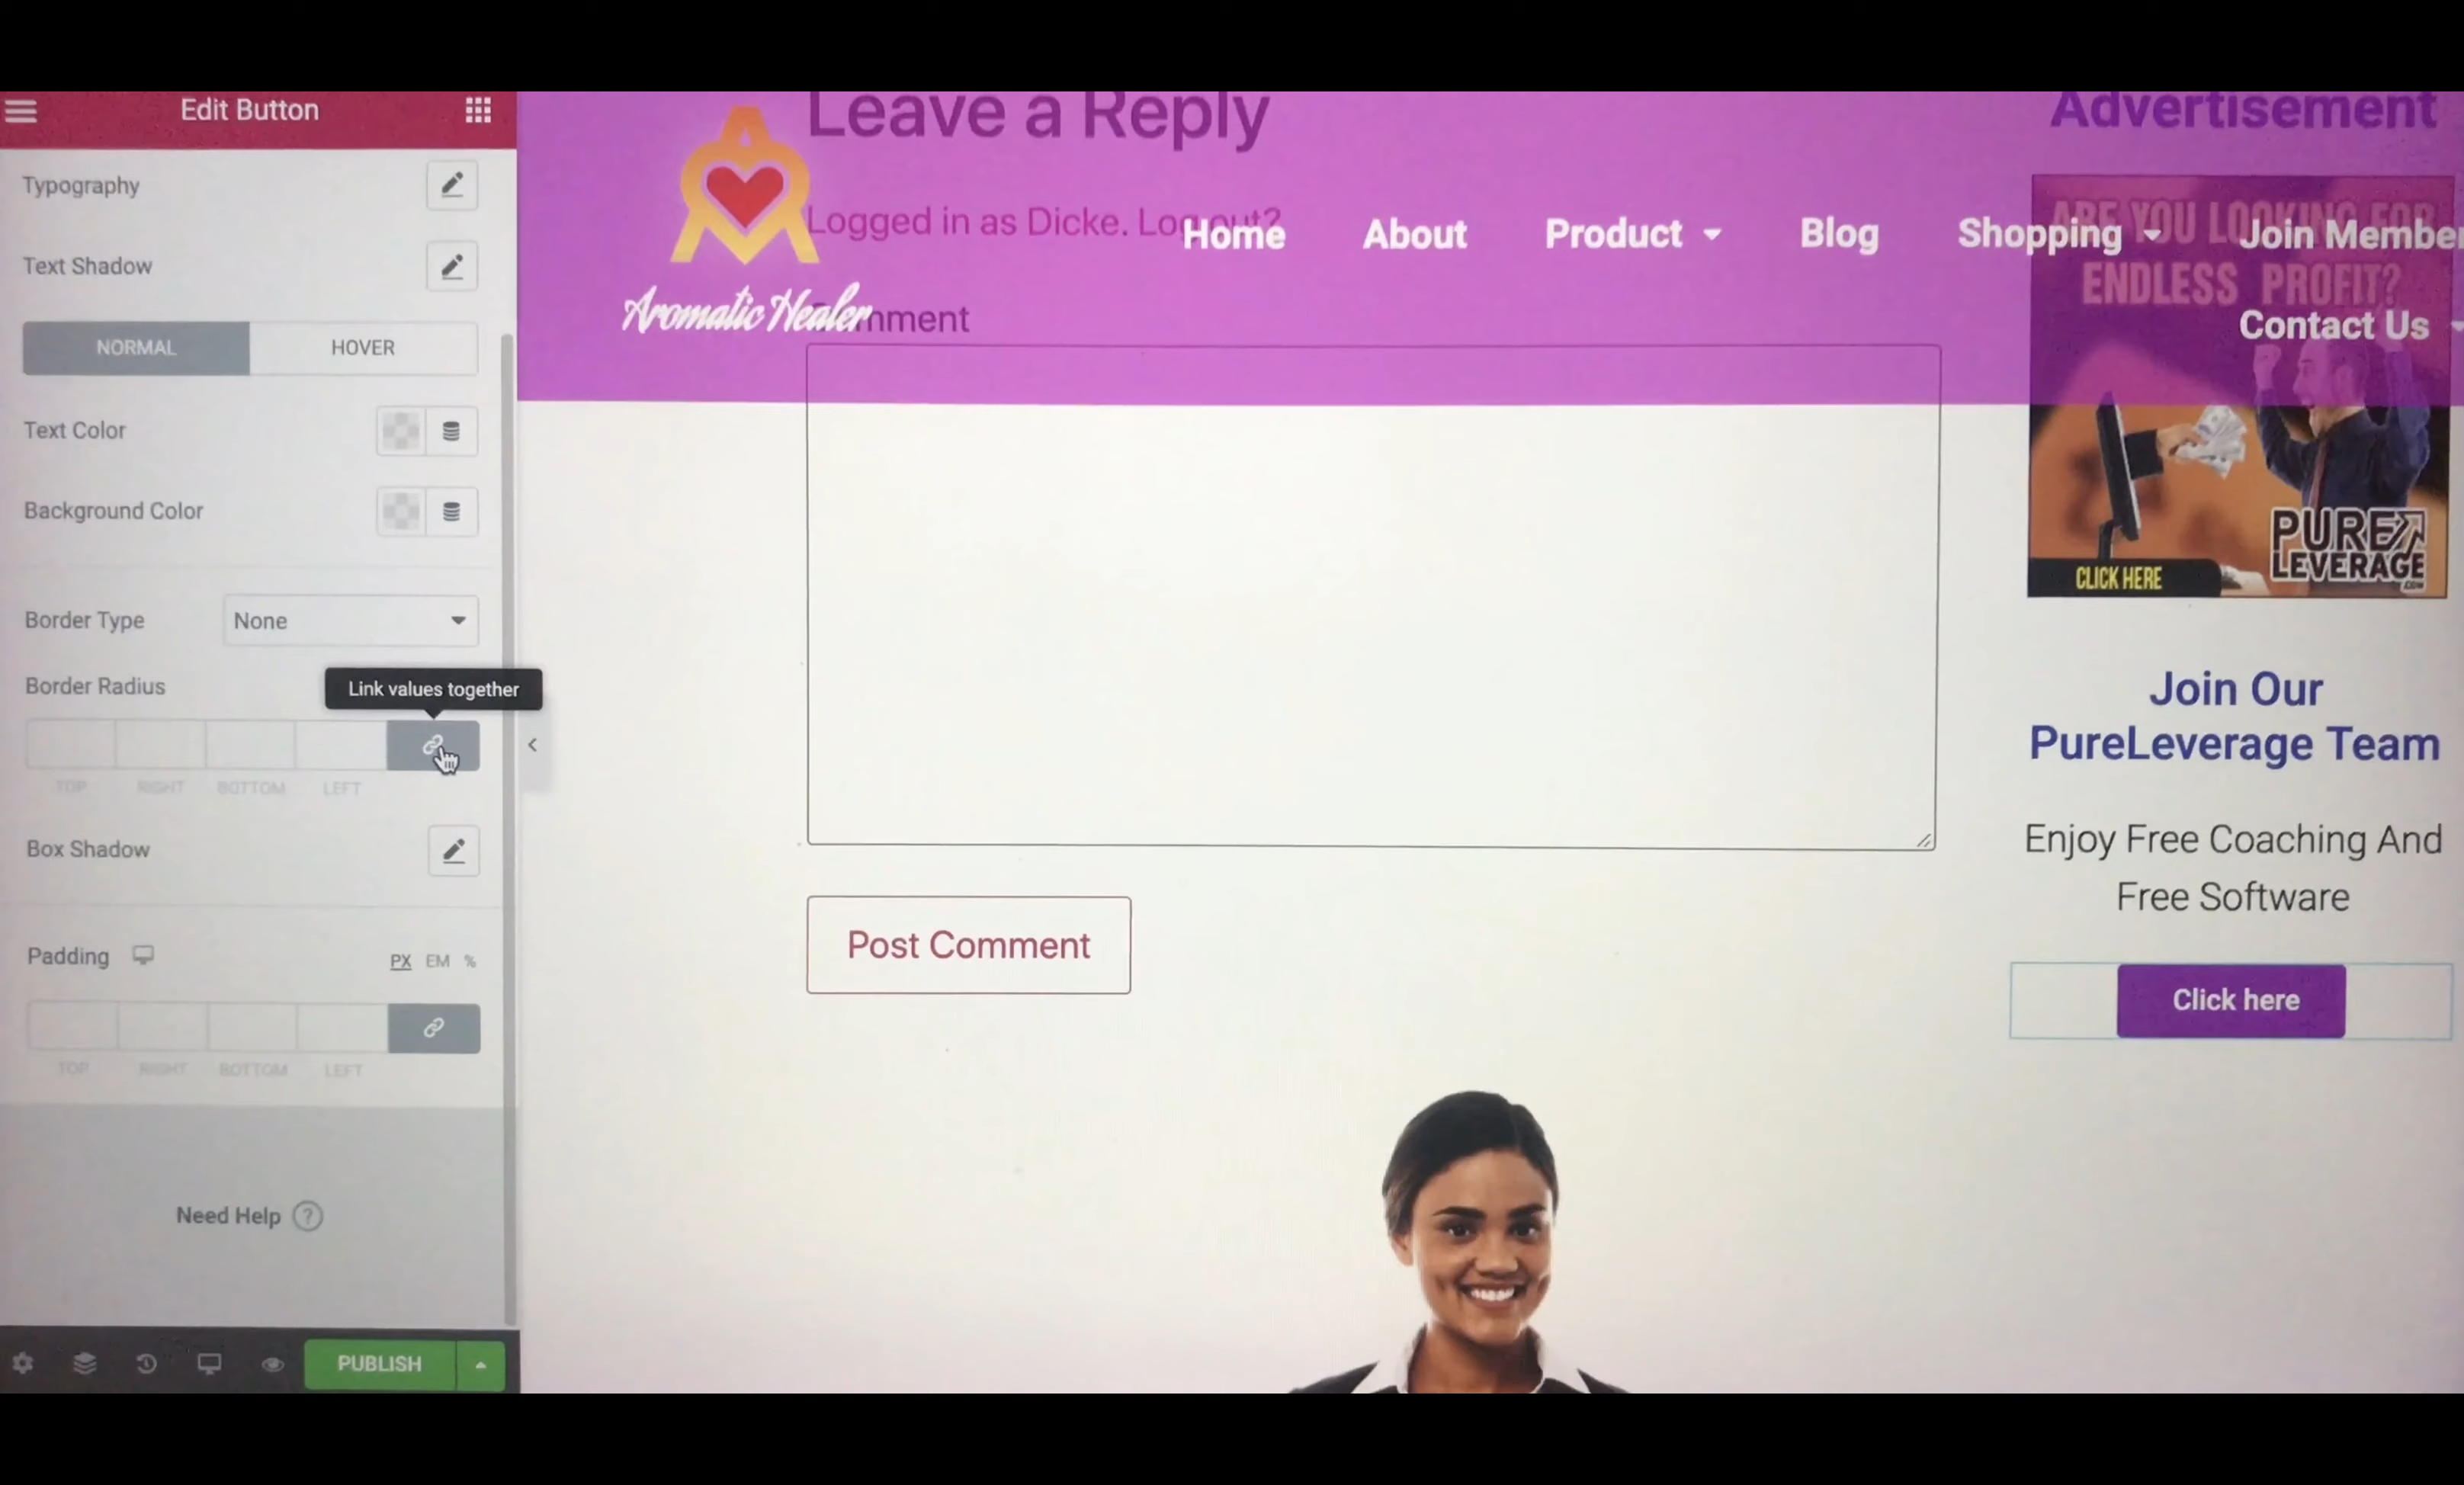 Edit Button
Typography
Text Shadow
NORMAL
HOVER
Text Color
Background Color
Border Type
None
Border Radius
Link values together
TOP
RIGHT
BOTTOM
LEFT
Box Shadow
Padding
PX EM %
TOP
RIGHT
BOTTOM
LEFT
Need Help ?
PUBLISH
Leave a Reply
Logged in as Dicke. Log out?
Aromatic Healer
Home
About
Product
Blog
Shopping
Contact Us
Post Comment
Advertisement
ARE YOU LOOKING FOR
ENDLESS PROFIT?
PURE
LEVERAGE
.COM
CLICK HERE
Join Our
PureLeverage Team
Enjoy Free Coaching And
Free Software
Click here